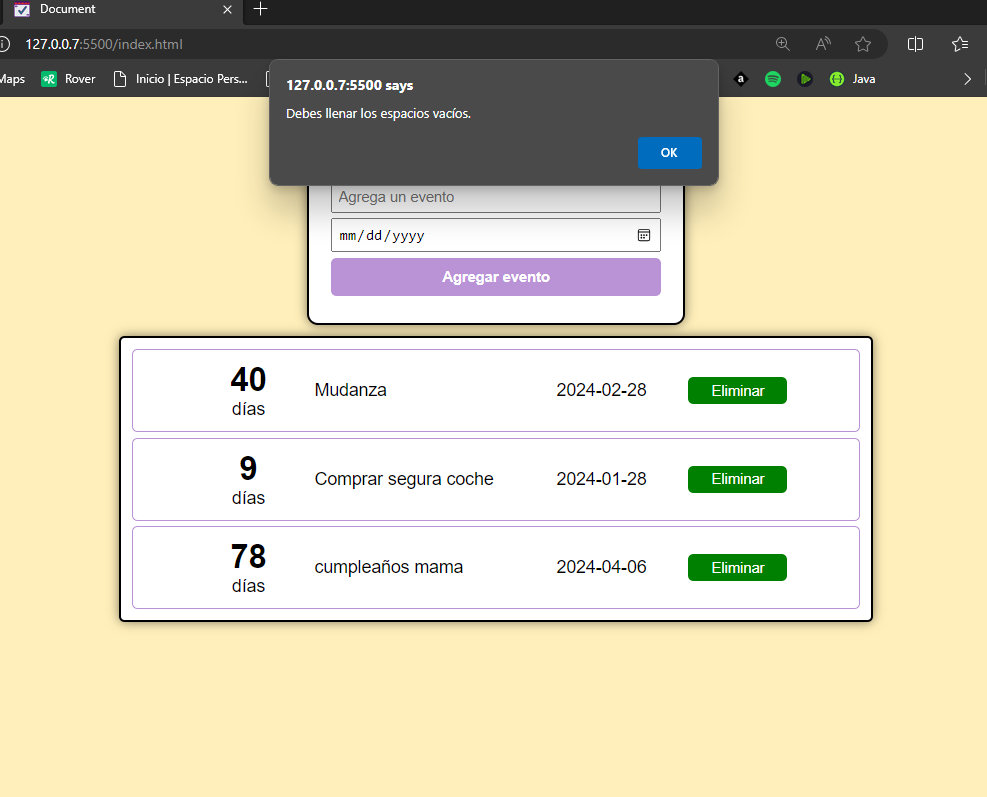 Document
127.0.0.7:5500/index.html
Maps
Rover
Inicio | Espacio Pers...
a
Java
127.0.0.7:5500 says
Debes llenar los espacios vacíos.
OK
Agrega un evento
mm/dd/yyyy
Agregar evento
40
días
Mudanza
2024-02-28
Eliminar
9
días
Comprar segura coche
2024-01-28
Eliminar
78
días
cumpleaños mama
2024-04-06
Eliminar